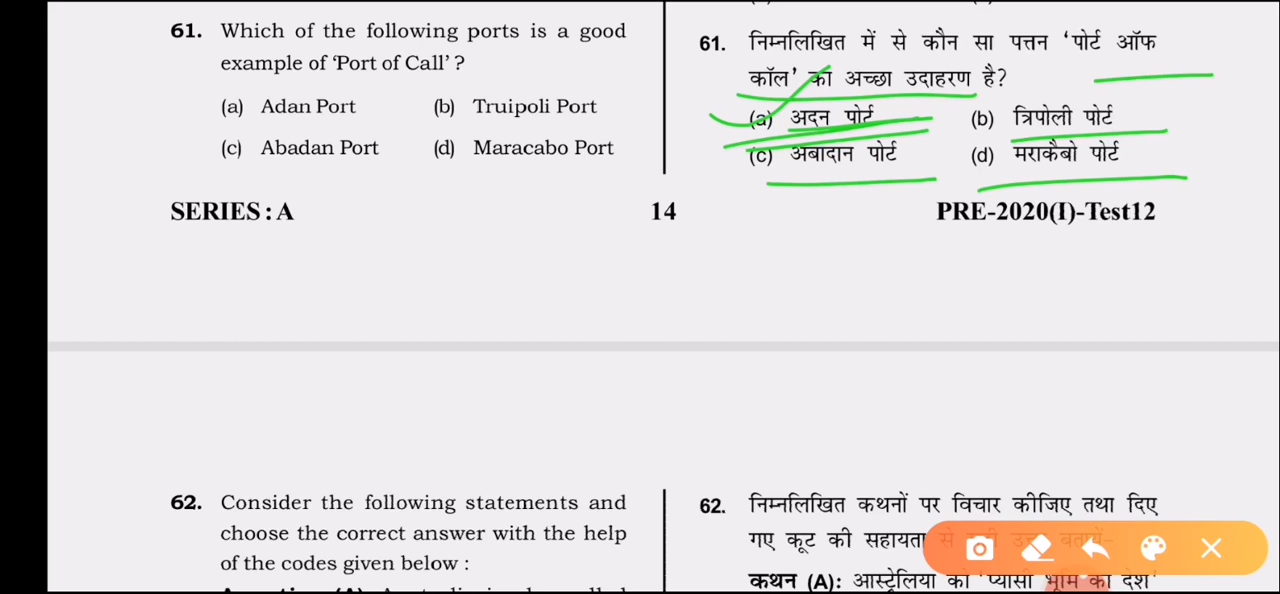 61. Which of the following ports is a good
example of 'Port of Call' ?
(a) Adan Port (b) Truipoli Port
(c) Abadan Port (d) Maracabo Port
61. निम्नलिखित में से कौन सा पत्तन 'पोर्ट ऑफ
कॉल' का अच्छा उदाहरण है?
(a) अदन पोर्ट (b) त्रिपोली पोर्ट
(c) अबादान पोर्ट (d) मराकैबो पोर्ट
SERIES : A 14 PRE-2020(I)-Test12
62. Consider the following statements and
choose the correct answer with the help
of the codes given below :
62. निम्नलिखित कथनों पर विचार कीजिए तथा दिए
गए कूट की सहायता से
कथन (A): आस्ट्रेलिया को 'प्यासी भूमि का देश'